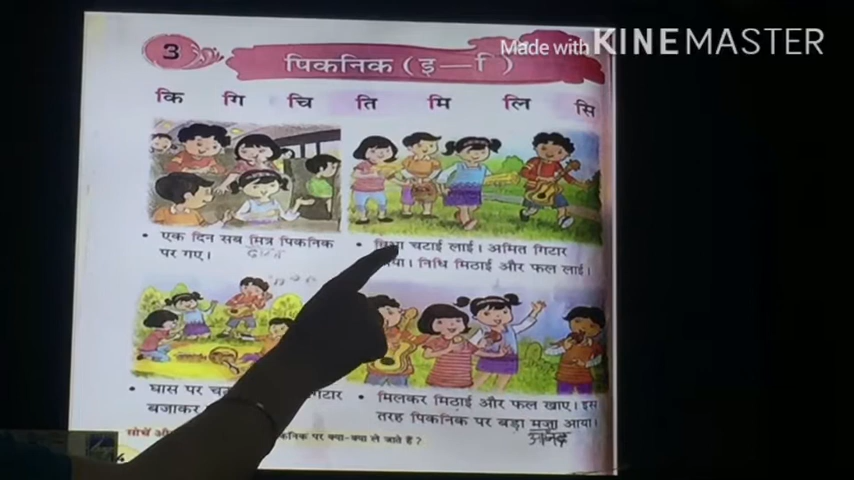 3
पिकनिक (इ — ि)
Made with KINEMASTER
कि गि चि ति मि लि सि
• एक दिन सब मित्र पिकनिक
पर गए।
• चटाई लाई। अमित गिटार
निधि मिठाई और फल लाई।
• घास पर
बजाकर
• मिलकर मिठाई और फल खाए। इस
तरह पिकनिक पर बड़ा मज़ा आया।
सोचें
पर क्या-क्या ले जाते हैं?